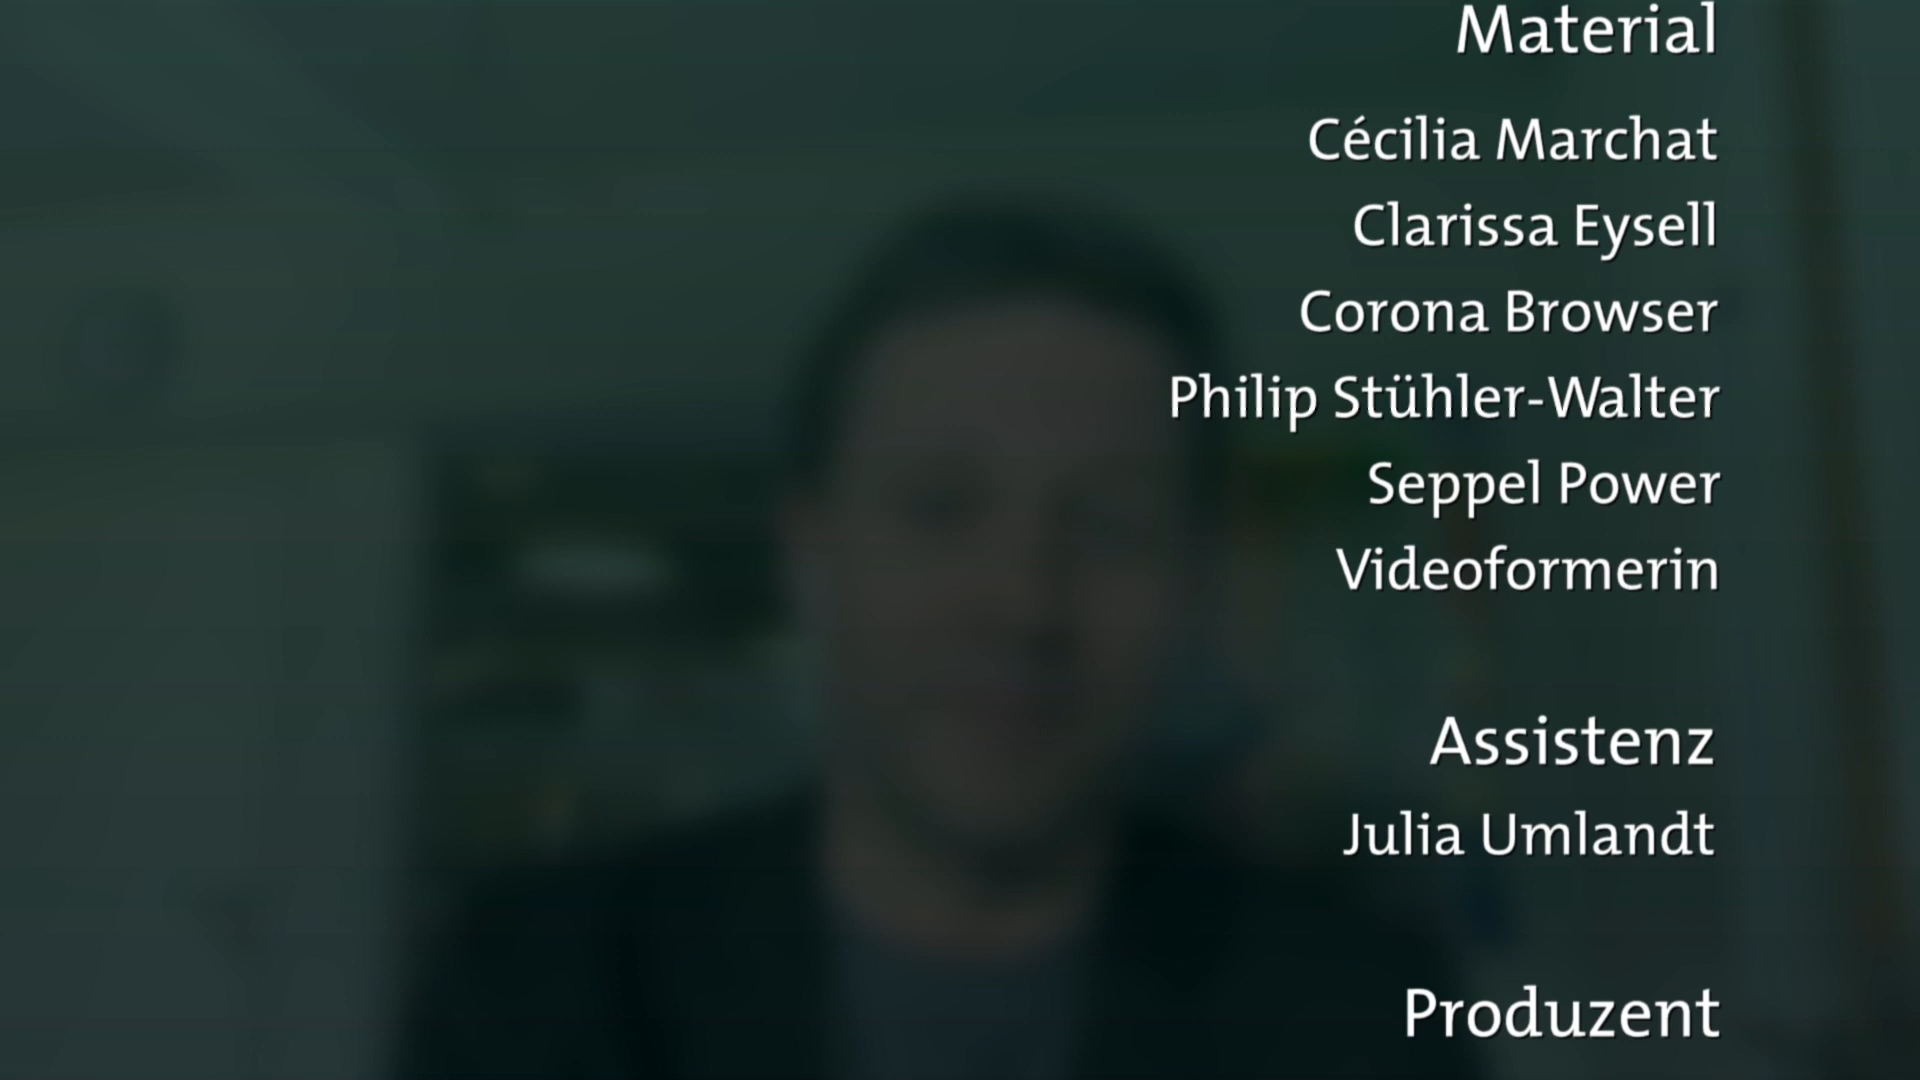 Material
Cécilia Marchat
Clarissa Eysell
Corona Browser
Philip Stühler-Walter
Seppel Power
Videoformerin
Assistenz
Julia Umlandt
Produzent